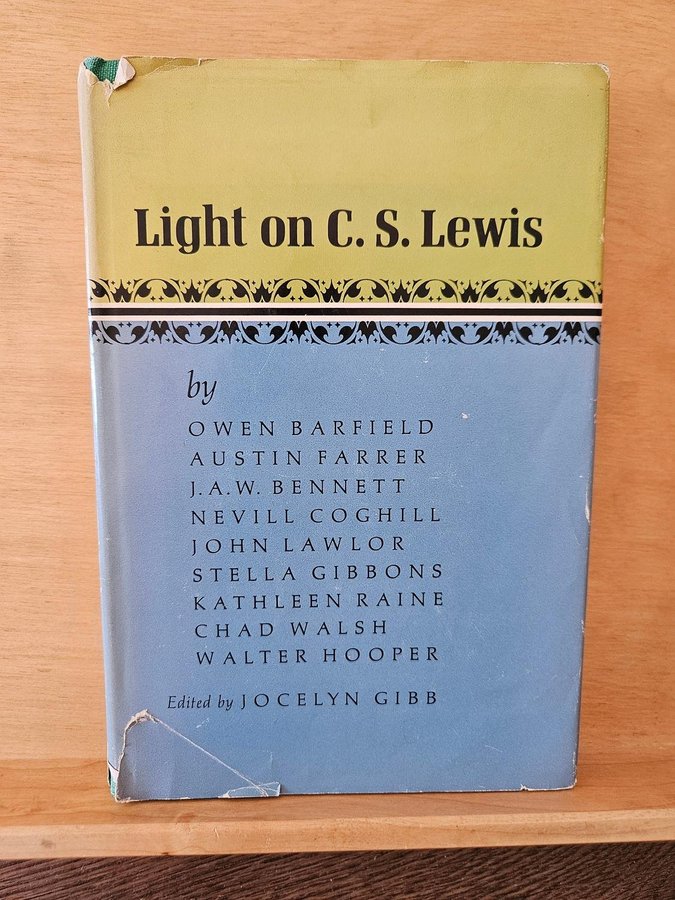 Light on C. S. Lewis
by
OWEN BARFIELD
AUSTIN FARRER
J.A.W. BENNETT
NEVILL COGHILL
JOHN LAWLOR
STELLA GIBBONS
KATHLEEN RAINE
CHAD WALSH
WALTER HOOPER
Edited by JOCELYN GIBB